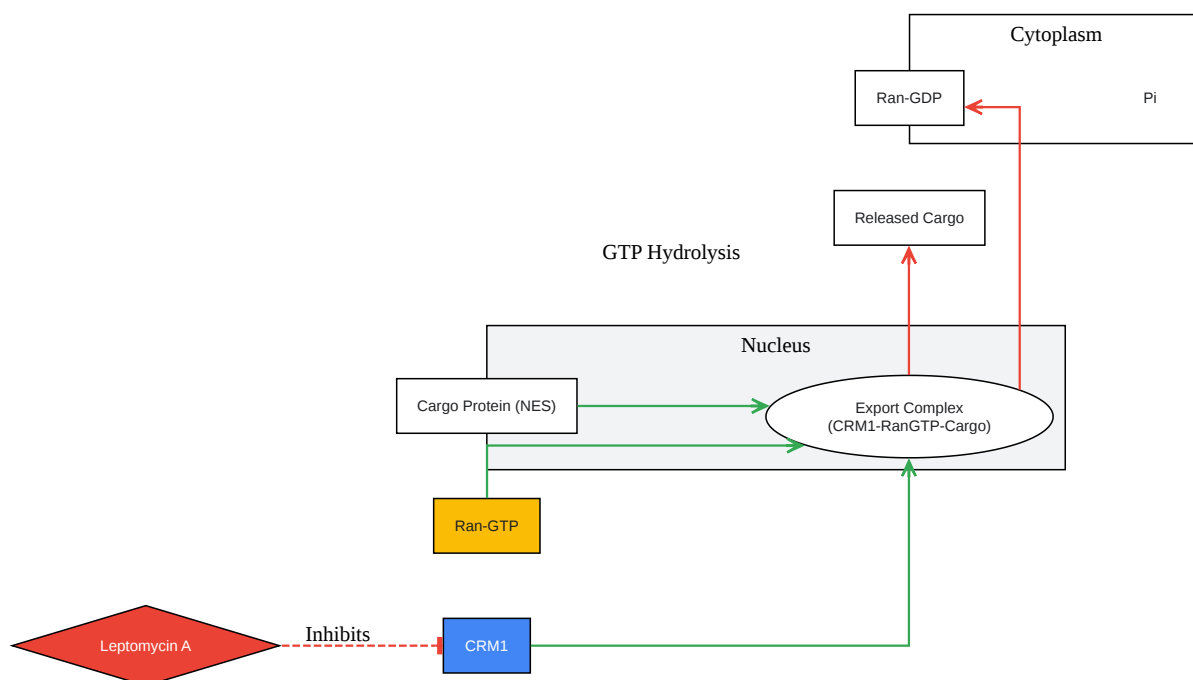 Cytoplasm
Ran-GDP
Pi
Released Cargo
GTP Hydrolysis
Nucleus
Cargo Protein (NES)
Export Complex
(CRM1-RanGTP-Cargo)
Ran-GTP
Leptomycin A
Inhibits
CRM1